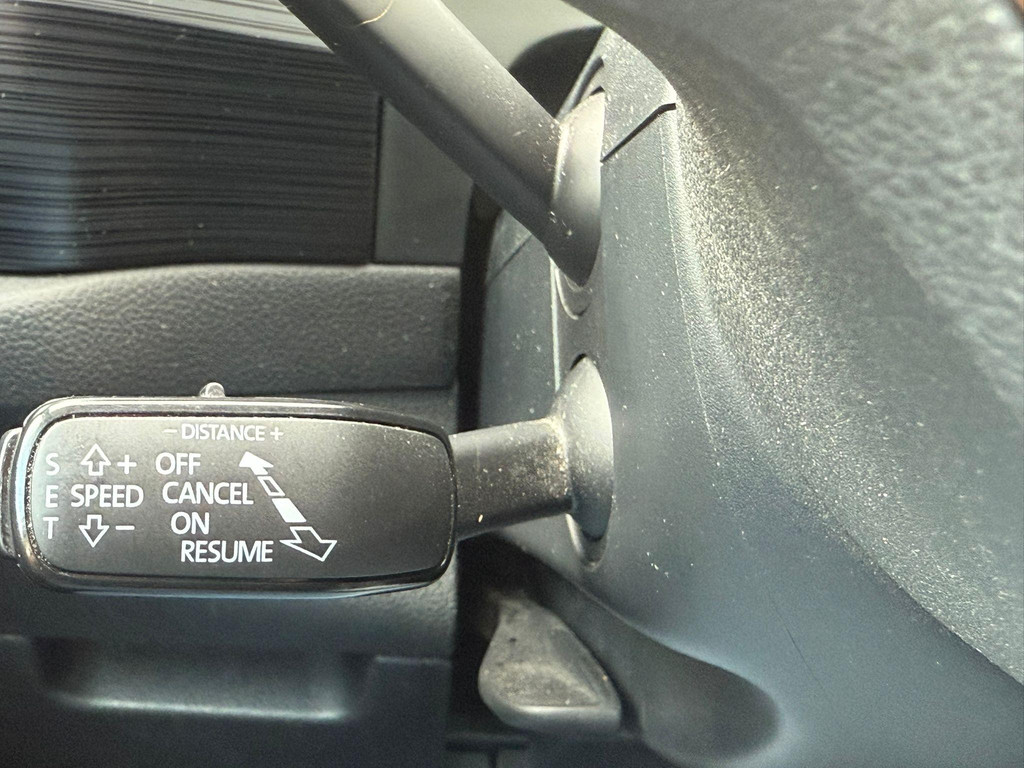 − DISTANCE +
S + OFF
E SPEED CANCEL
T − ON
RESUME